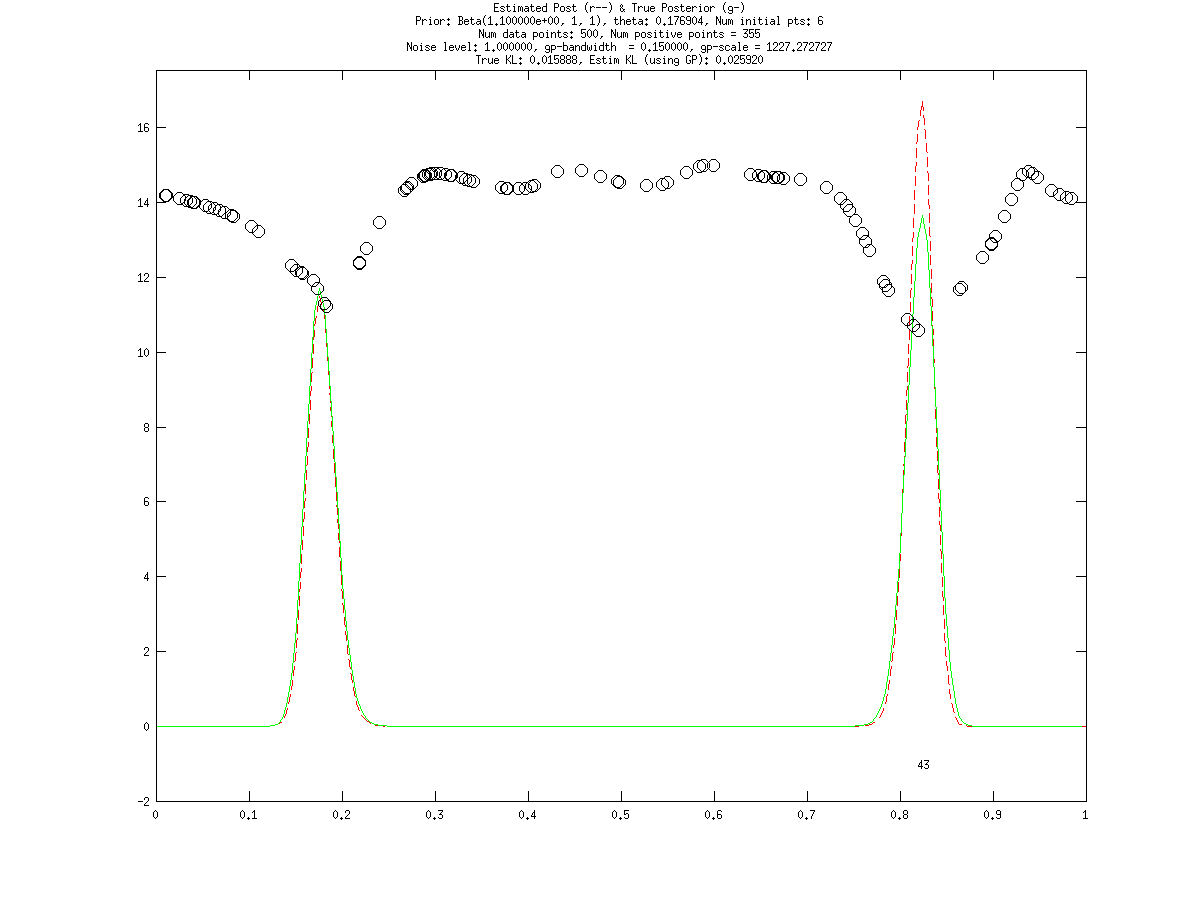 Estimated Post (r--) & True Posterior (g-)
Prior: Beta(1.100000e+00, 1, 1), theta: 0.176904, Num initial pts: 6
Num data points: 500, Num positive points = 355
Noise level: 1.000000, gp-bandwidth  = 0.150000, gp-scale = 1227.272727
True KL: 0.015888, Estim KL (using GP): 0.025920
16
14
12
10
8
6
4
2
0
43
-2
0 0.1 0.2 0.3 0.4 0.5 0.6 0.7 0.8 0.9 1